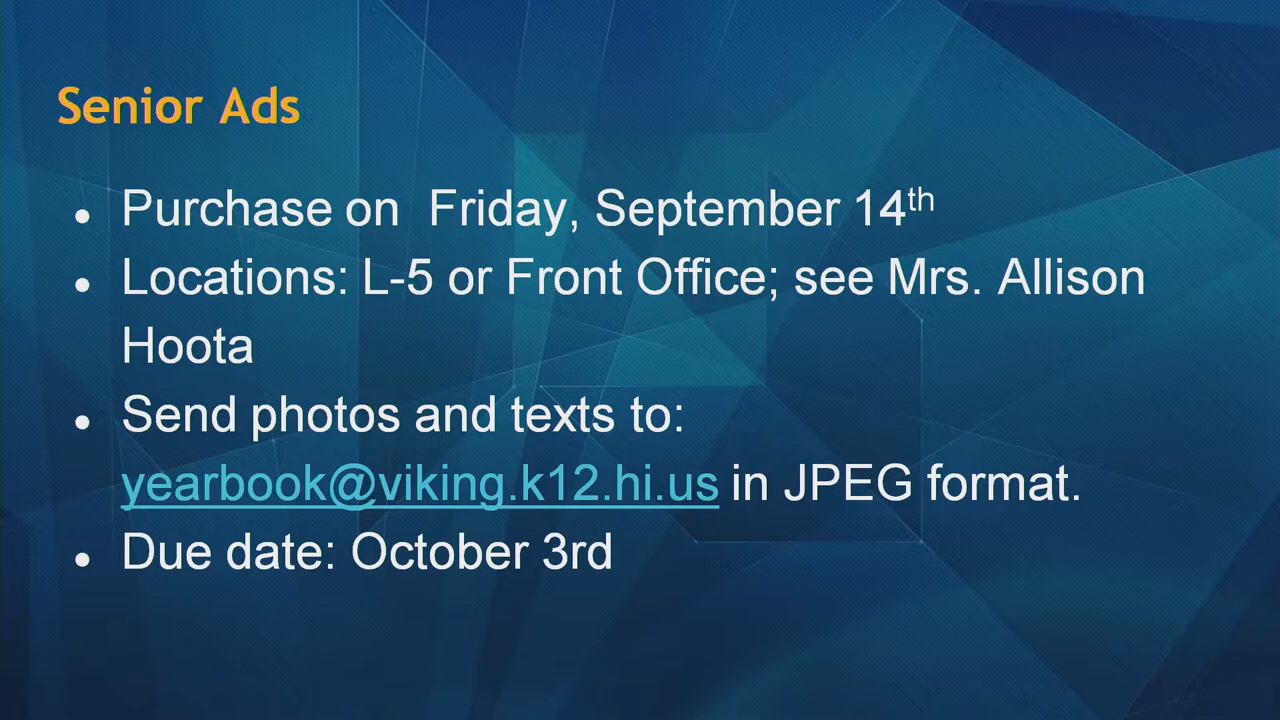 Senior Ads
• Purchase on  Friday, September 14th
• Locations: L-5 or Front Office; see Mrs. Allison
Hoota
• Send photos and texts to:
yearbook@viking.k12.hi.us in JPEG format.
• Due date: October 3rd